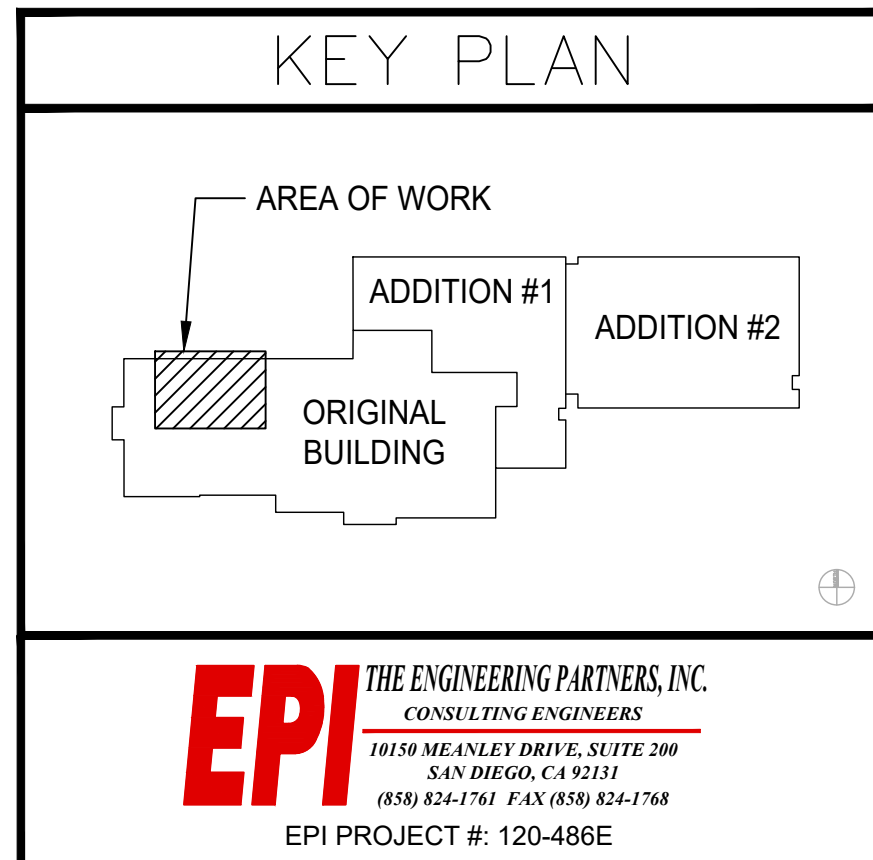 KEY PLAN
AREA OF WORK
ADDITION #1
ADDITION #2
ORIGINAL
BUILDING
EPI
THE ENGINEERING PARTNERS, INC.
CONSULTING ENGINEERS
10150 MEANLEY DRIVE, SUITE 200
SAN DIEGO, CA 92131
(858) 824-1761 FAX (858) 824-1768
EPI PROJECT #: 120-486E